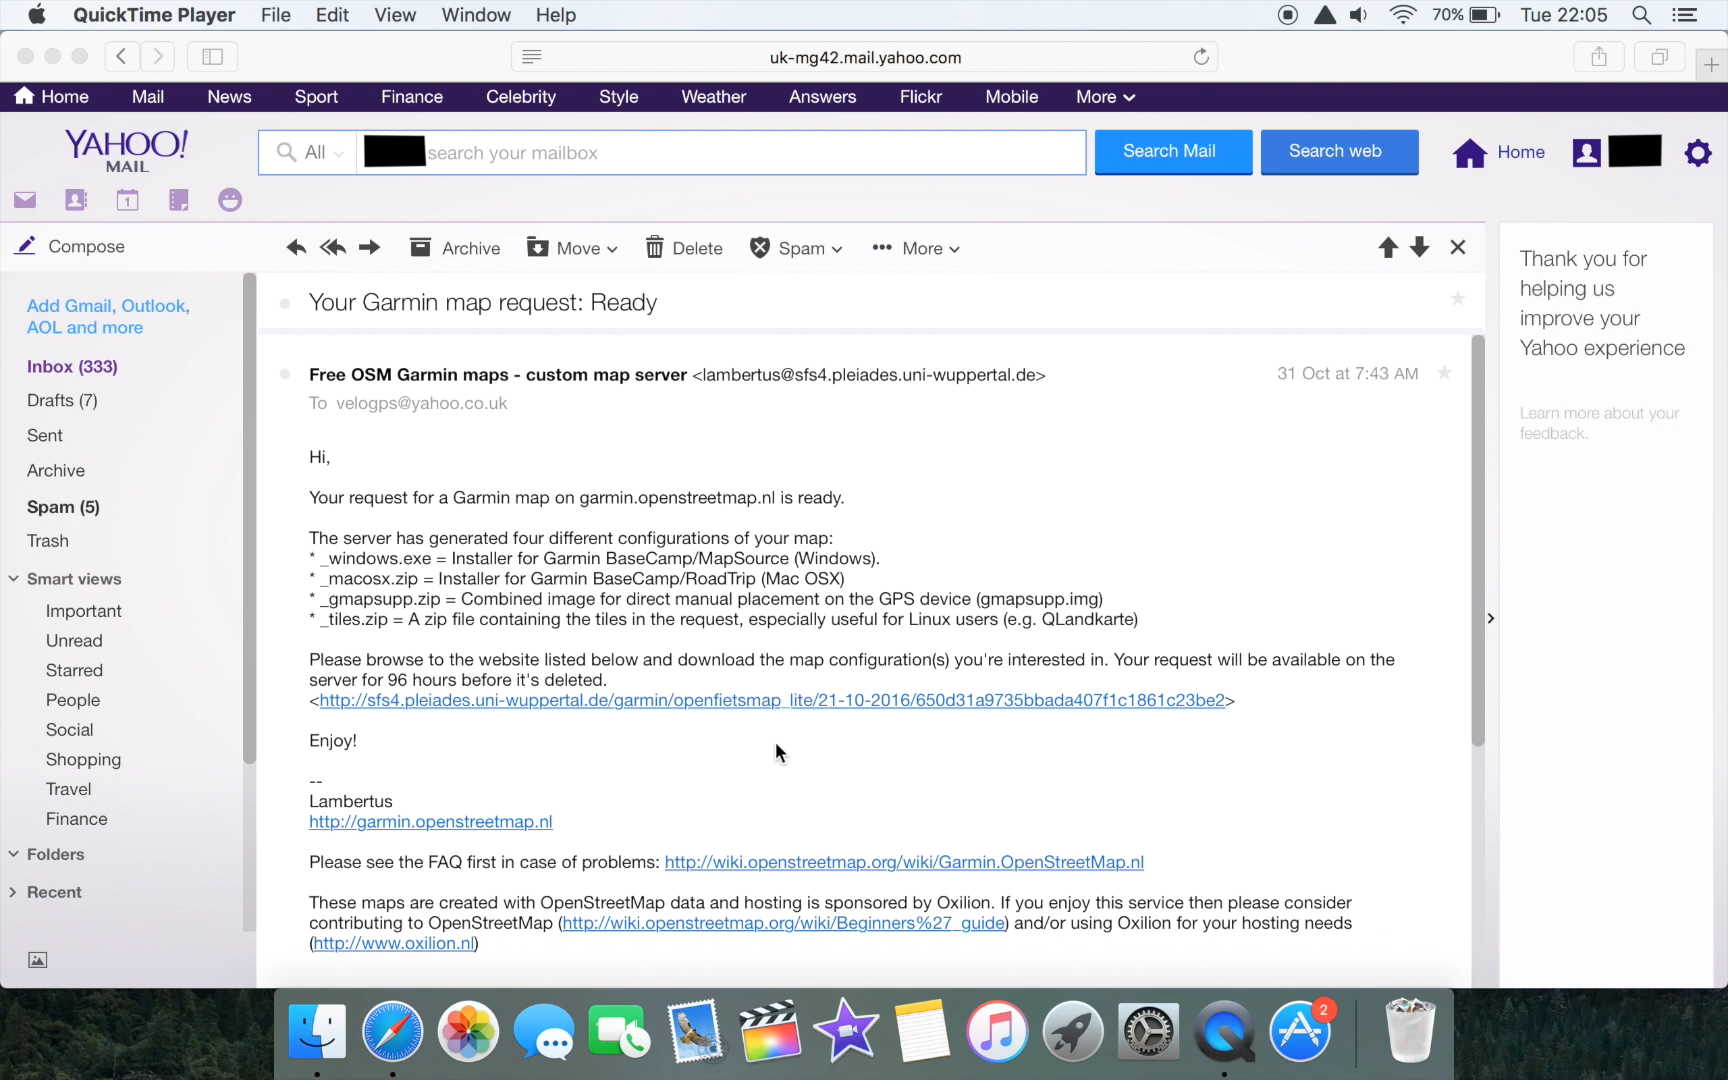 QuickTime Player File Edit View Window Help 70% Tue 22:05
uk-mg42.mail.yahoo.com
Home Mail News Sport Finance Celebrity Style Weather Answers Flickr Mobile More
YAHOO!
MAIL
All search your mailbox Search Mail Search web Home
1
Compose Archive Move Delete Spam More
Add Gmail, Outlook,
AOL and more
Inbox (333)
Drafts (7)
Sent
Archive
Spam (5)
Trash
Smart views
Important
Unread
Starred
People
Social
Shopping
Travel
Finance
Folders
Recent
Your Garmin map request: Ready
Free OSM Garmin maps - custom map server <lambertus@sfs4.pleiades.uni-wuppertal.de> 31 Oct at 7:43 AM
To velogps@yahoo.co.uk
Hi,
Your request for a Garmin map on garmin.openstreetmap.nl is ready.
The server has generated four different configurations of your map:
* _windows.exe = Installer for Garmin BaseCamp/MapSource (Windows).
* _macosx.zip = Installer for Garmin BaseCamp/RoadTrip (Mac OSX)
* _gmapsupp.zip = Combined image for direct manual placement on the GPS device (gmapsupp.img)
* _tiles.zip = A zip file containing the tiles in the request, especially useful for Linux users (e.g. QLandkarte)
Please browse to the website listed below and download the map configuration(s) you're interested in. Your request will be available on the
server for 96 hours before it's deleted.
<http://sfs4.pleiades.uni-wuppertal.de/garmin/openfietsmap_lite/21-10-2016/650d31a9735bbada407f1c1861c23be2>
Enjoy!
--
Lambertus
http://garmin.openstreetmap.nl
Please see the FAQ first in case of problems: http://wiki.openstreetmap.org/wiki/Garmin.OpenStreetMap.nl
These maps are created with OpenStreetMap data and hosting is sponsored by Oxilion. If you enjoy this service then please consider
contributing to OpenStreetMap (http://wiki.openstreetmap.org/wiki/Beginners%27_guide) and/or using Oxilion for your hosting needs
(http://www.oxilion.nl)
Thank you for
helping us
improve your
Yahoo experience
Learn more about your
feedback.
2